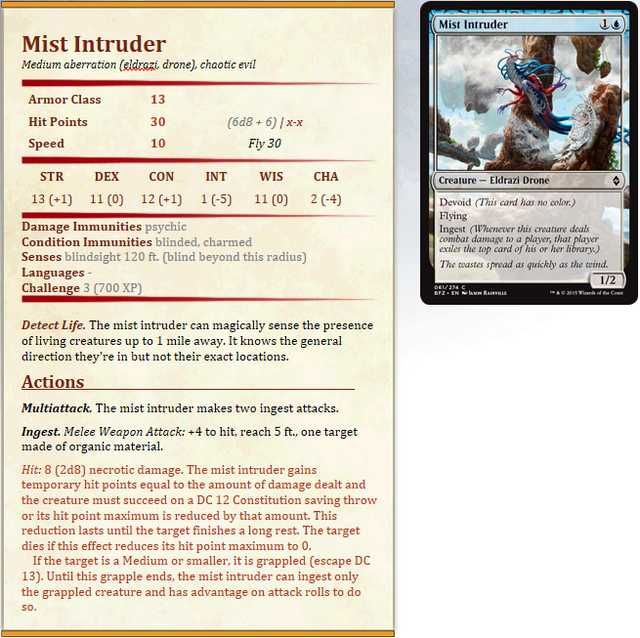 Mist Intruder
Medium aberration (eldrazi, drone), chaotic evil
Armor Class 13
Hit Points 30 (6d8 + 6) | x-x
Speed 10 Fly 30
STR DEX CON INT WIS CHA
13 (+1) 11 (0) 12 (+1) 1 (-5) 11 (0) 2 (-4)
Damage Immunities psychic
Condition Immunities blinded, charmed
Senses blindsight 120 ft. (blind beyond this radius)
Languages -
Challenge 3 (700 XP)
Detect Life. The mist intruder can magically sense the presence
of living creatures up to 1 mile away. It knows the general
direction they're in but not their exact locations.
Actions
Multiattack. The mist intruder makes two ingest attacks.
Ingest. Melee Weapon Attack: +4 to hit, reach 5 ft., one target
made of organic material.
Hit: 8 (2d8) necrotic damage. The mist intruder gains
temporary hit points equal to the amount of damage dealt and
the creature must succeed on a DC 12 Constitution saving throw
or its hit point maximum is reduced by that amount. This
reduction lasts until the target finishes a long rest. The target
dies if this effect reduces its hit point maximum to 0.
If the target is a Medium or smaller, it is grappled (escape DC
13). Until this grapple ends, the mist intruder can ingest only
the grappled creature and has advantage on attack rolls to do
so.
Mist Intruder 1
Creature — Eldrazi Drone
Devoid (This card has no color.)
Flying
Ingest (Whenever this creature deals
combat damage to a player, that player
exiles the top card of his or her library.)
The wastes spread as quickly as the wind.
1/2
061/274 C
BFZ • EN Jason Rainville
™ & © 2015 Wizards of the Coast